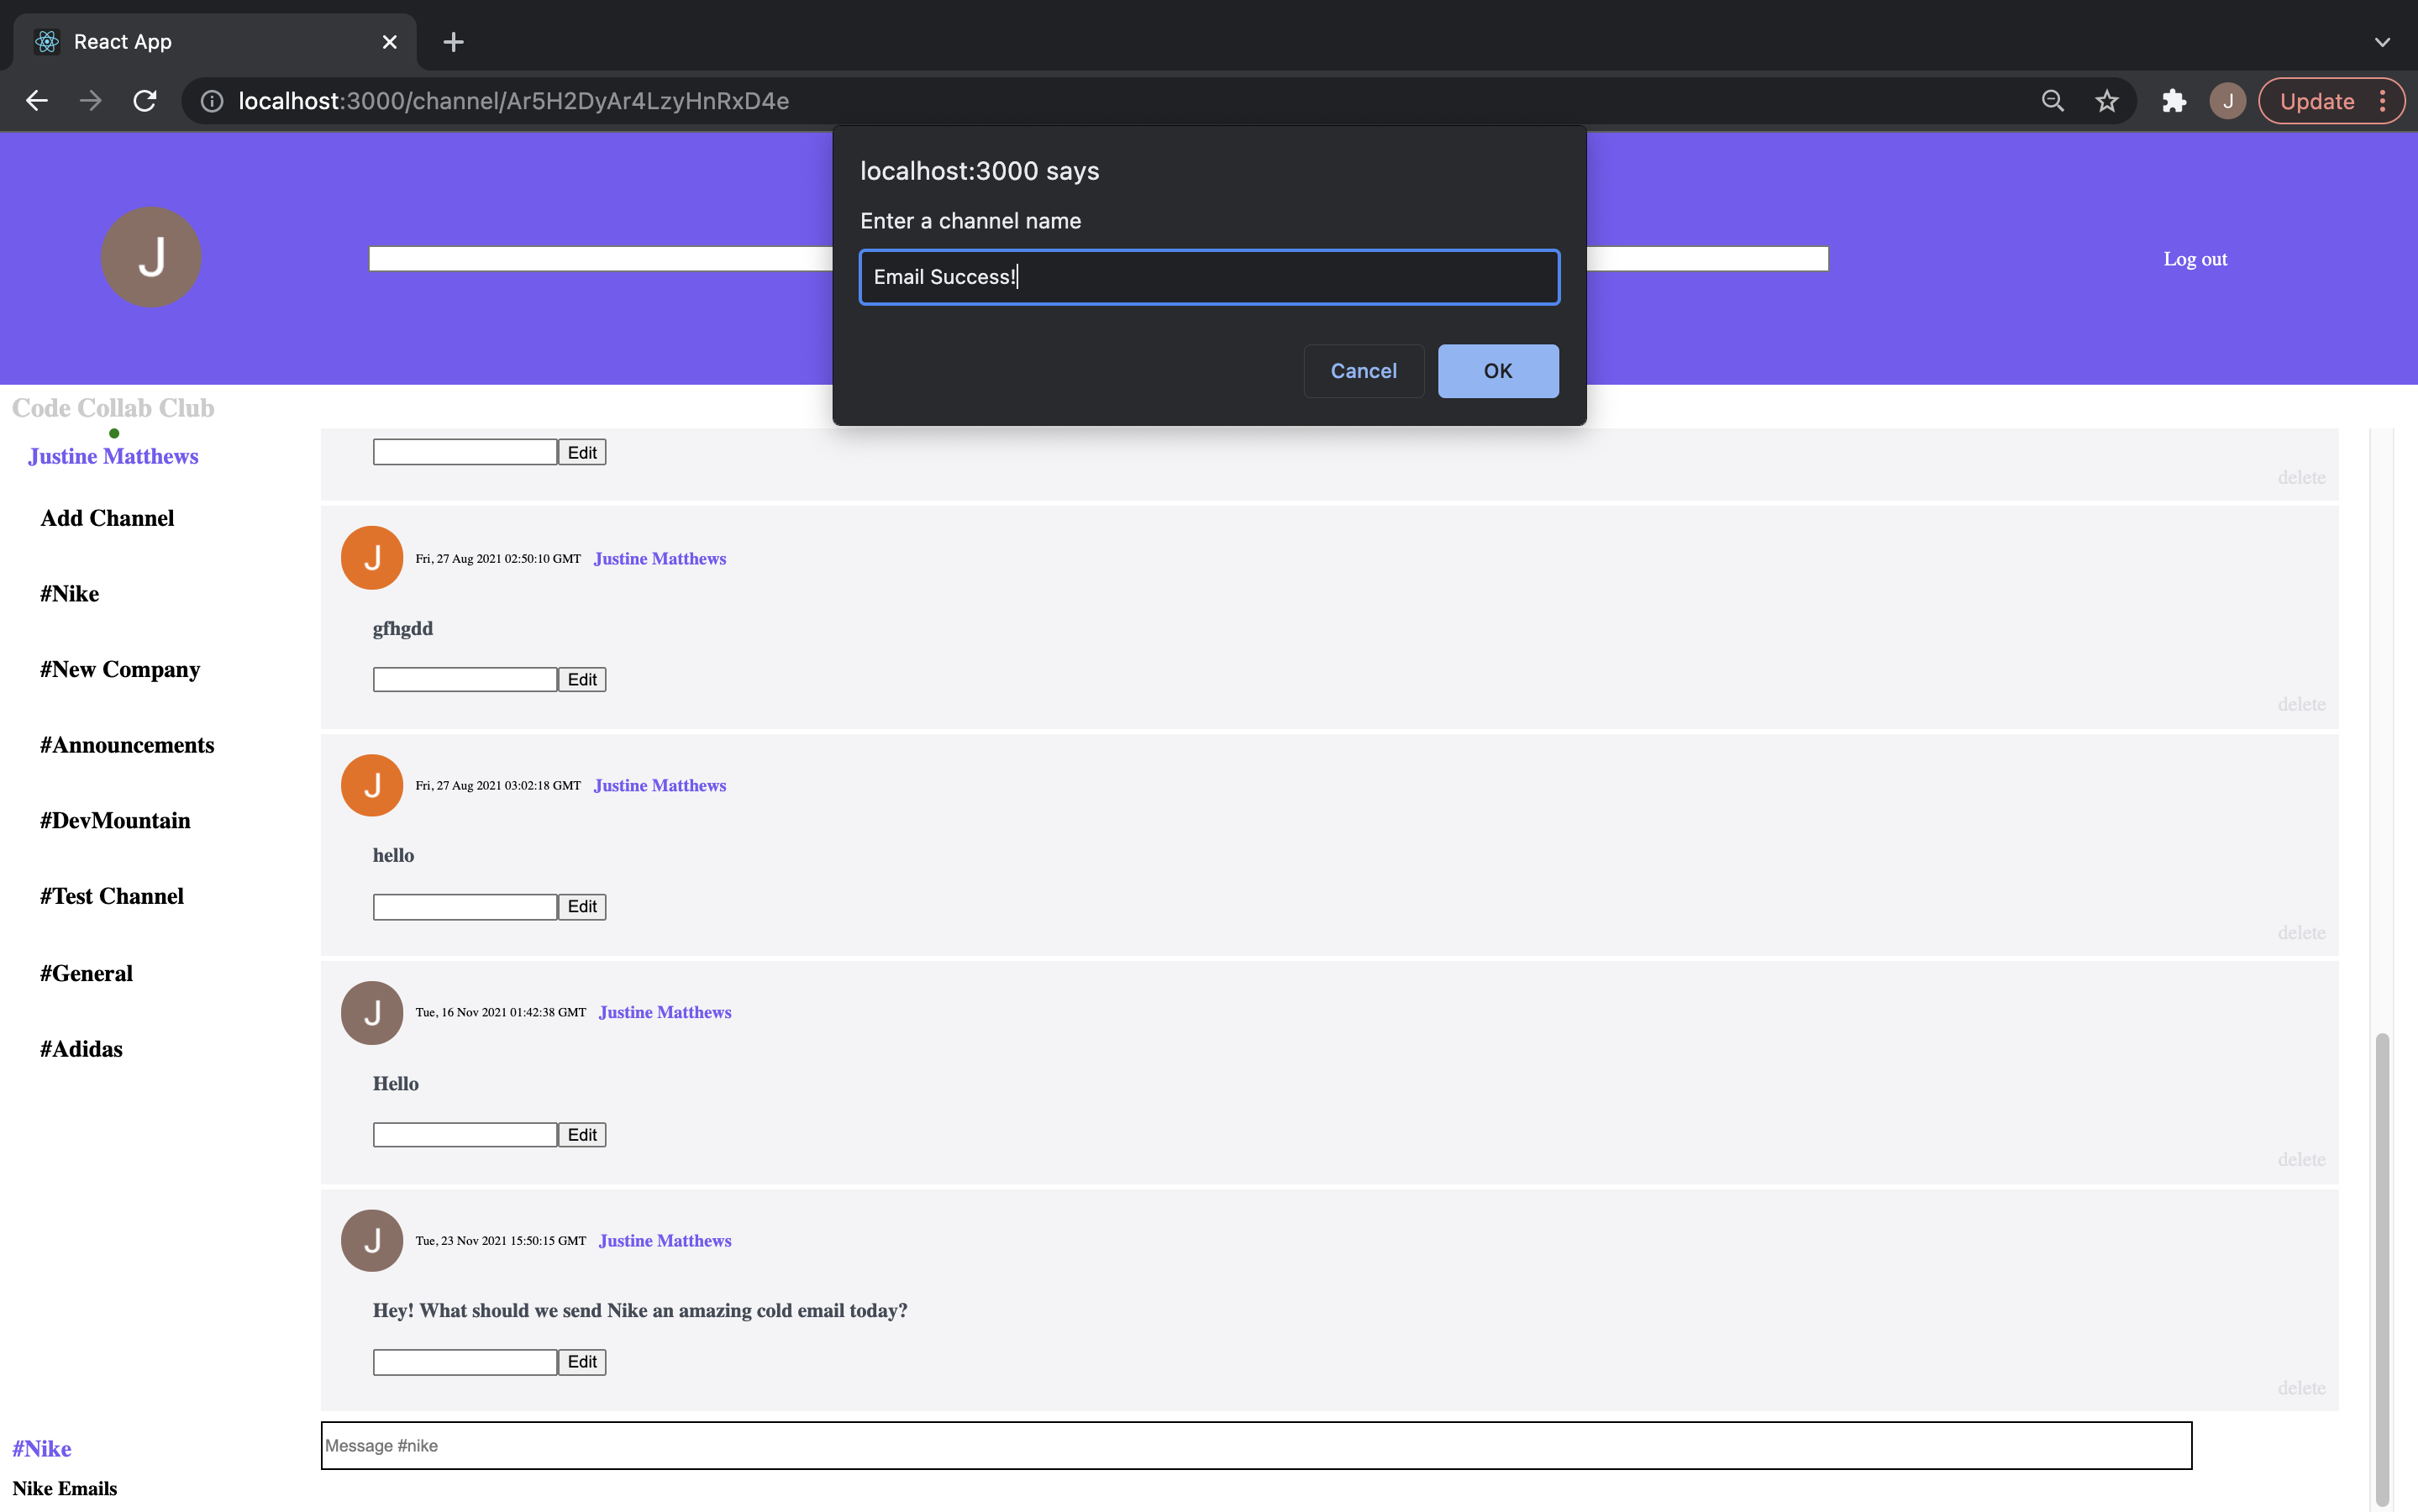 React App
localhost:3000/channel/Ar5H2DyAr4LzyHnRxD4e
J
Update
localhost:3000 says
Enter a channel name
Email Success!
Cancel
OK
J
Log out
Code Collab Club
Justine Matthews
Add Channel
#Nike
#New Company
#Announcements
#DevMountain
#Test Channel
#General
#Adidas
#Nike
Nike Emails
Edit
delete
J
Fri, 27 Aug 2021 02:50:10 GMT Justine Matthews
gfhgdd
Edit
delete
J
Fri, 27 Aug 2021 03:02:18 GMT Justine Matthews
hello
Edit
delete
J
Tue, 16 Nov 2021 01:42:38 GMT Justine Matthews
Hello
Edit
delete
J
Tue, 23 Nov 2021 15:50:15 GMT Justine Matthews
Hey! What should we send Nike an amazing cold email today?
Edit
delete
Message #nike